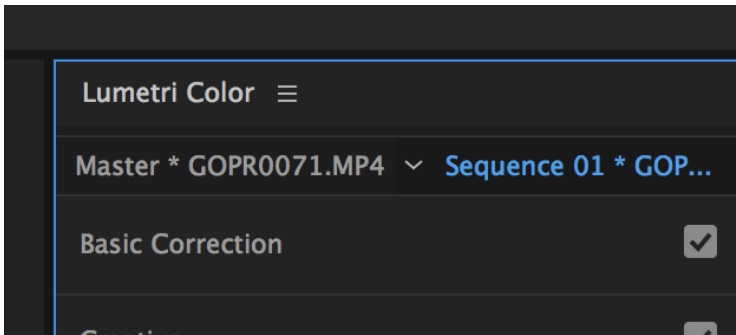 Lumetri Color
Master * GOPR0071.MP4 Sequence 01 * GOP...
Basic Correction